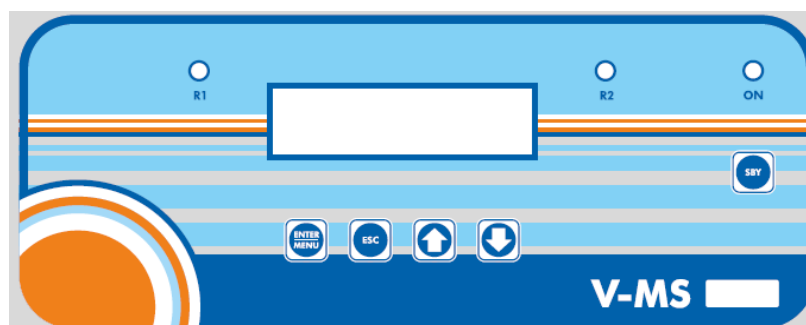 R1
R2
ON
SBY
ENTER
MENU
ESC
V-MS